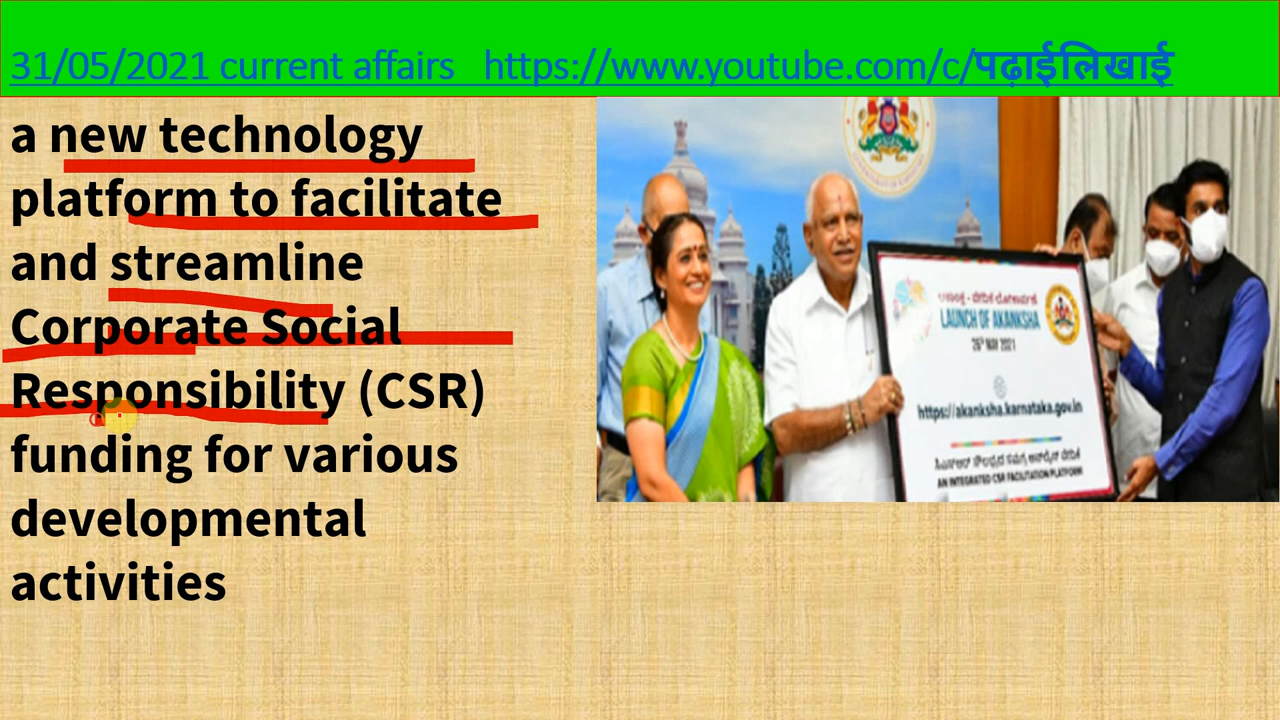 31/05/2021 current affairs https://www.youtube.com/c/पढ़ाईलिखाई
a new technology
platform to facilitate
and streamline
Corporate Social
Responsibility (CSR)
funding for various
developmental
activities
LAUNCH OF AKANKSHA
26th MAY 2021
https://akanksha.karnataka.gov.in
AN INTEGRATED CSR FACILITATION PLATFORM